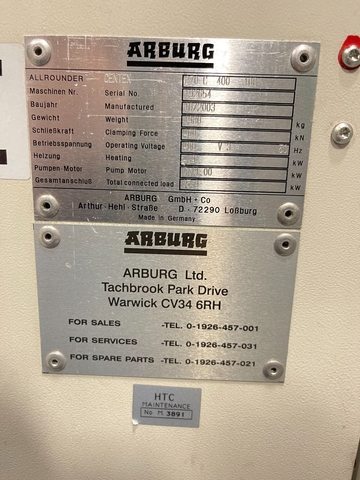 ARBURG
ALLROUNDER CENTEX C 400 - 100
Maschinen Nr. Serial No.
Baujahr Manufactured 2003
Gewicht Weight kg
Schließkraft Clamping Force kN
Betriebsspannung Operating Voltage V Hz
Heizung Heating kW
Pumpen-Motor Pump Motor kW
Gesamtanschluß Total connected load kW
ARBURG GmbH + Co
Arthur-Hehl-Straße D-72290 Loßburg
Made in Germany
ARBURG
ARBURG Ltd.
Tachbrook Park Drive
Warwick CV34 6RH
FOR SALES -TEL. 0-1926-457-001
FOR SERVICES -TEL. 0-1926-457-031
FOR SPARE PARTS -TEL. 0-1926-457-021
HTC
MAINTENANCE
No M 3891